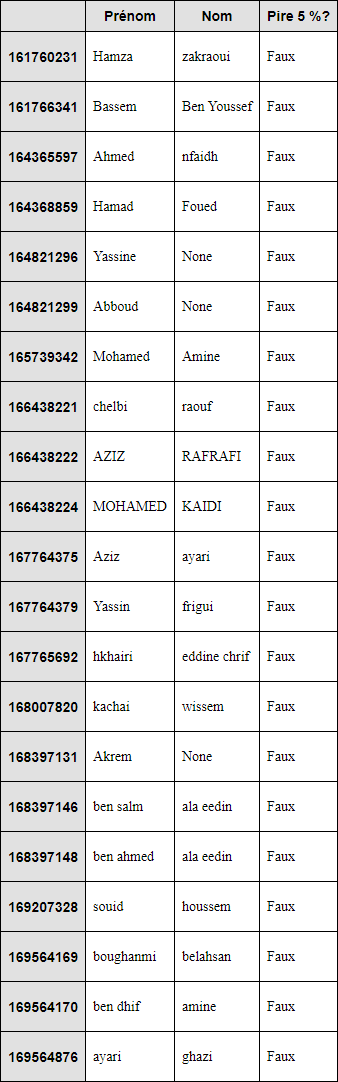 Prénom Nom Pire 5 %?
161760231 Hamza zakraoui Faux
161766341 Bassem Ben Youssef Faux
164365597 Ahmed nfaidh Faux
164368859 Hamad Foued Faux
164821296 Yassine None Faux
164821299 Abboud None Faux
165739342 Mohamed Amine Faux
166438221 chelbi raouf Faux
166438222 AZIZ RAFRAFI Faux
166438224 MOHAMED KAIDI Faux
167764375 Aziz ayari Faux
167764379 Yassin frigui Faux
167765692 hkhairi eddine chrif Faux
168007820 kachai wissem Faux
168397131 Akrem None Faux
168397146 ben salm ala eedin Faux
168397148 ben ahmed ala eedin Faux
169207328 souid houssem Faux
169564169 boughanmi belahsan Faux
169564170 ben dhif amine Faux
169564876 ayari ghazi Faux